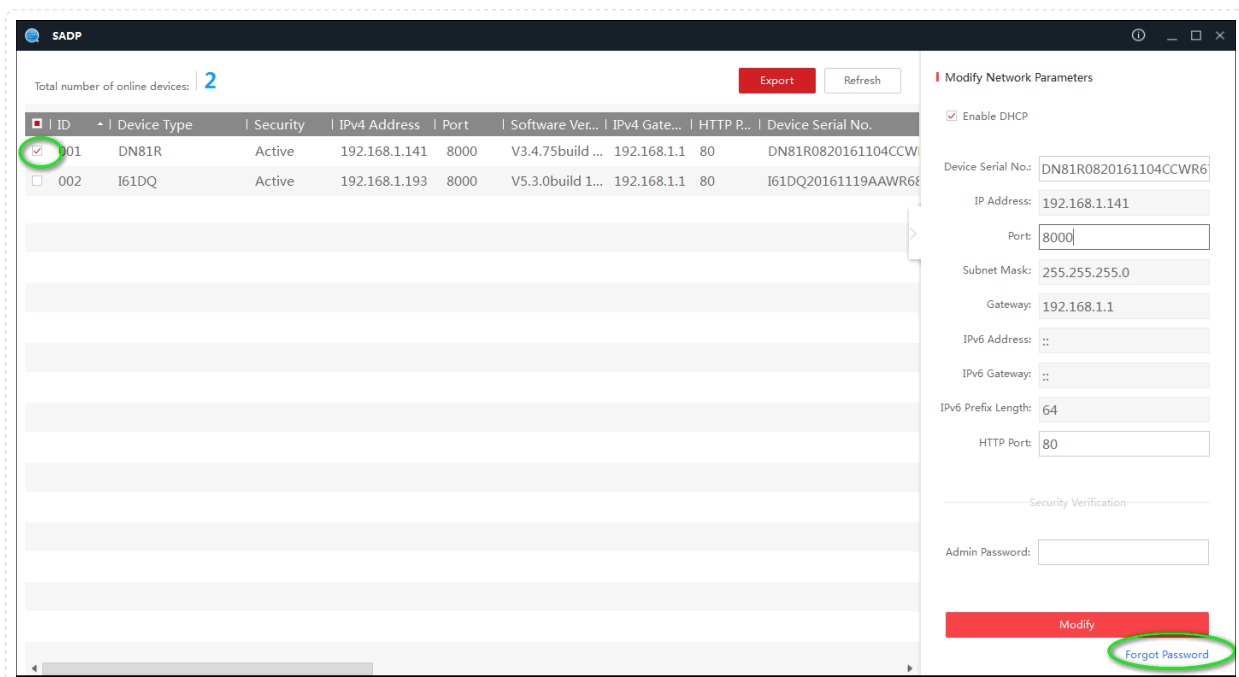 SADP
Total number of online devices: 2
Export
Refresh
ID Device Type Security IPv4 Address Port Software Ver... IPv4 Gate... HTTP P... Device Serial No.
001 DN81R Active 192.168.1.141 8000 V3.4.75build ... 192.168.1.1 80 DN81R0820161104CCW
002 I61DQ Active 192.168.1.193 8000 V5.3.0build 1... 192.168.1.1 80 I61DQ20161119AAWR68
Modify Network Parameters
Enable DHCP
Device Serial No.: DN81R0820161104CCWR6
IP Address: 192.168.1.141
Port: 8000
Subnet Mask: 255.255.255.0
Gateway: 192.168.1.1
IPv6 Address: ::
IPv6 Gateway: ::
IPv6 Prefix Length: 64
HTTP Port: 80
Security Verification
Admin Password:
Modify
Forgot Password